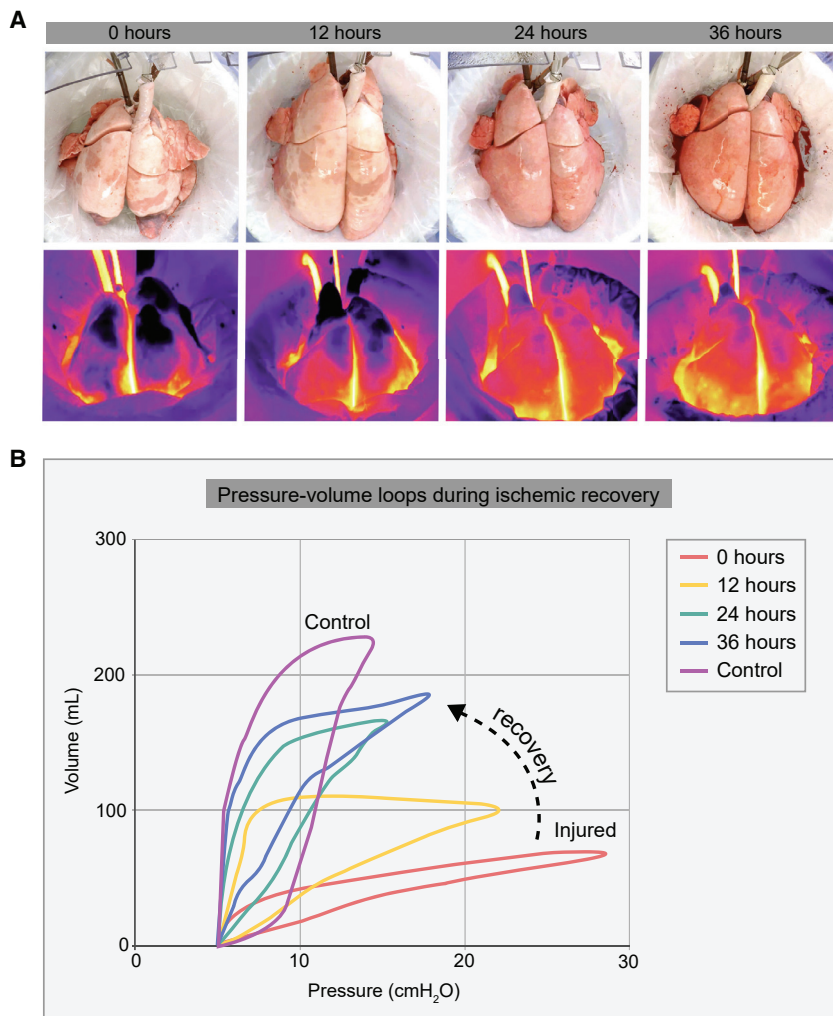 A
0 hours
12 hours
24 hours
36 hours
B
Pressure-volume loops during ischemic recovery
300
200
100
0
Volume (mL)
0
10
20
30
Pressure (cmH₂O)
Control
recovery
Injured
0 hours
12 hours
24 hours
36 hours
Control